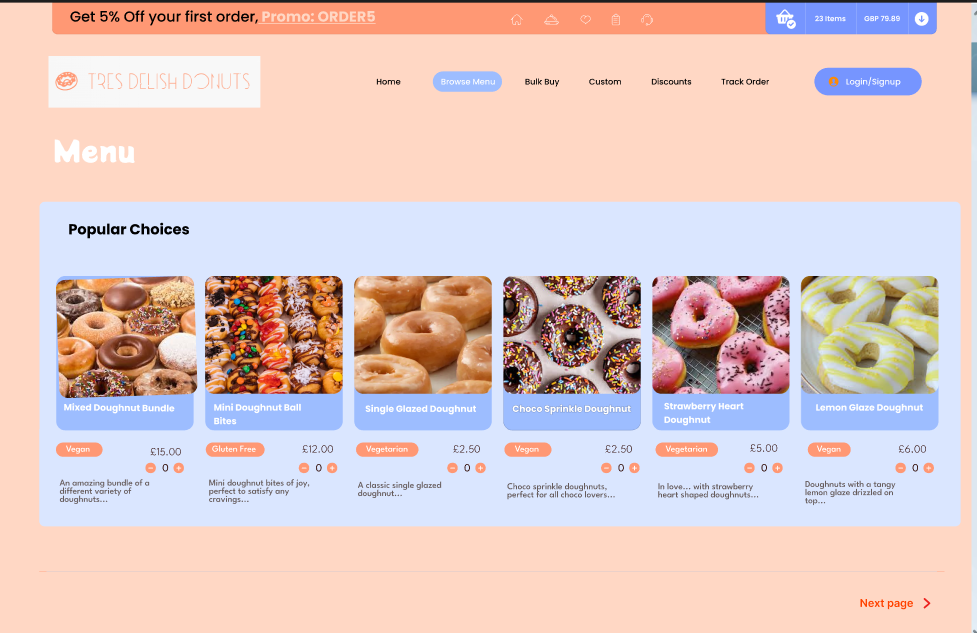 Get 5% Off your first order, Promo: ORDER5
23 Items
GBP 79.89
TRES DELISH DONUTS
Home
Browse Menu
Bulk Buy
Custom
Discounts
Track Order
Login/Signup
Menu
Popular Choices
Mixed Doughnut Bundle
Vegan
£15.00
0
An amazing bundle of a
different variety of
doughnuts...
Mini Doughnut Ball
Bites
Gluten Free
£12.00
0
Mini doughnut bites of joy,
perfect to satisfy any
cravings...
Single Glazed Doughnut
Vegetarian
£2.50
0
A classic single glazed
doughnut...
Choco Sprinkle Doughnut
Vegan
£2.50
0
Choco sprinkle doughnuts,
perfect for all choco lovers...
Strawberry Heart
Doughnut
Vegetarian
£5.00
0
In love... with strawberry
heart shaped doughnuts...
Lemon Glaze Doughnut
Vegan
£6.00
0
Doughnuts with a tangy
lemon glaze drizzled on
top...
Next page